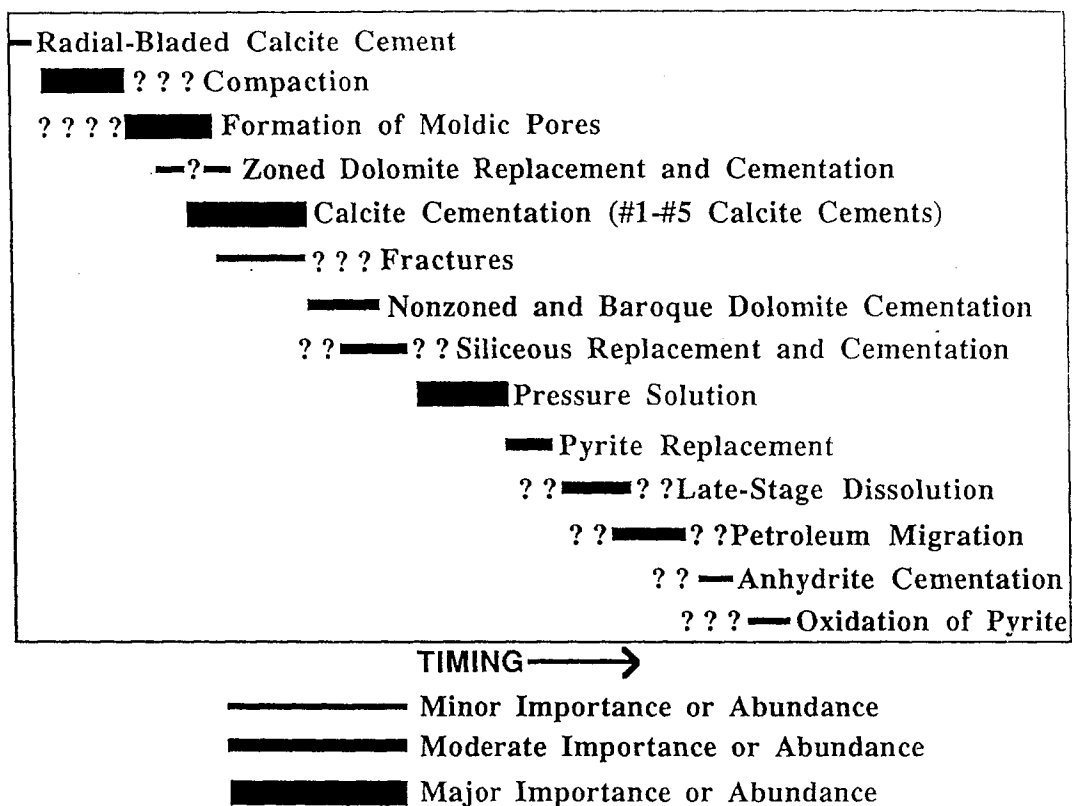 Radial-Bladed Calcite Cement
? ? ? Compaction
? ? ? ? Formation of Moldic Pores
? Zoned Dolomite Replacement and Cementation
Calcite Cementation (#1-#5 Calcite Cements)
? ? ? Fractures
Nonzoned and Baroque Dolomite Cementation
? ? ? ? Siliceous Replacement and Cementation
Pressure Solution
Pyrite Replacement
? ? ? ? Late-Stage Dissolution
? ? ? ? Petroleum Migration
? ? Anhydrite Cementation
? ? ? Oxidation of Pyrite
TIMING
Minor Importance or Abundance
Moderate Importance or Abundance
Major Importance or Abundance